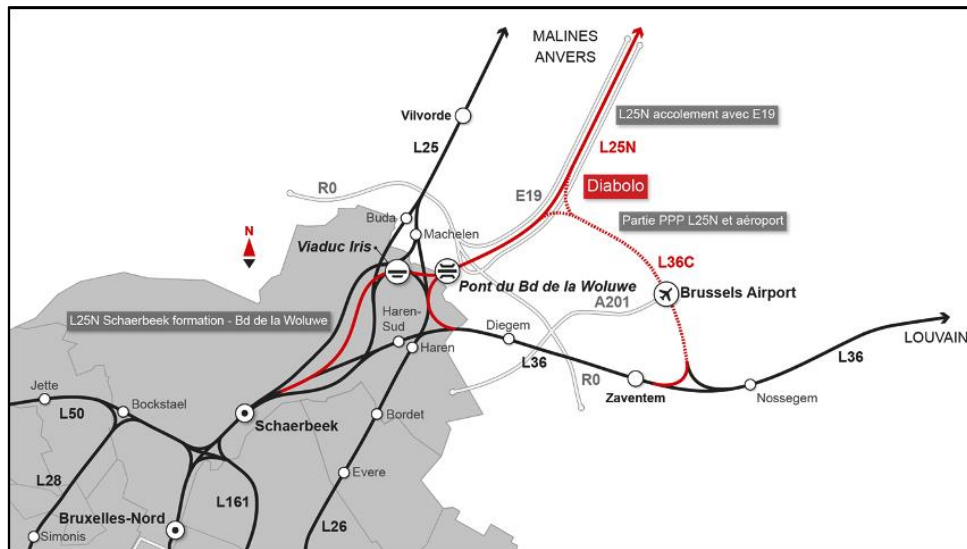 MALINES
ANVERS
L25N accolement avec E19
Vilvorde
L25
L25N
R0
E19
Diabolo
Buda
Machelen
Partie PPP L25N et aéroport
N
Viaduc Iris
L36C
Pont du Bd de la Woluwe
Brussels Airport
A201
L25N Schaerbeek formation - Bd de la Woluwe
Haren-
Sud
Diegem
Haren
L36
R0
L36
LOUVAIN
Jette
L50
Bockstael
Zaventem
Nossegem
Schaerbeek
Bordet
L28
L161
Evere
Bruxelles-Nord
L26
Simonis